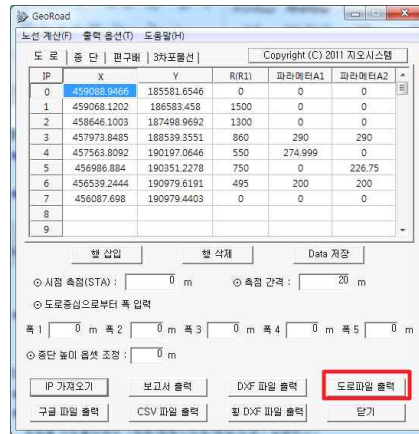 GeoRoad
노선 계산(F) 출력 옵션(T) 도움말(H)
도 로 종 단 편구배 3차포물선 Copyright (C) 2011 지오시스템
IP X Y R(R1) 파라메터A1 파라메터A2
0 459088.9466 185581.6546 0 0 0
1 459068.1202 186583.458 1500 0 0
2 458646.1003 187498.9692 1300 0 0
3 457973.8485 188539.3551 860 290 290
4 457563.8092 190197.0646 550 274.999 0
5 456986.884 190351.2278 750 0 226.75
6 456539.2444 190979.6191 495 200 200
7 456087.698 190979.4403 0 0 0
8
9
행 삽입 행 삭제 Data 저장
⊙ 시점 측점(STA) : 0 m ⊙ 측점 간격 : 20 m
⊙ 도로중심으로부터 폭 입력
폭 1 0 m 폭 2 0 m 폭 3 0 m 폭 4 0 m 폭 5 0 m
⊙ 종단 높이 옵셋 조정 : 0 m
IP 가져오기 보고서 출력 DXF 파일 출력 도로파일 출력
구글 파일 출력 CSV 파일 출력 횡 DXF 파일 출력 닫기